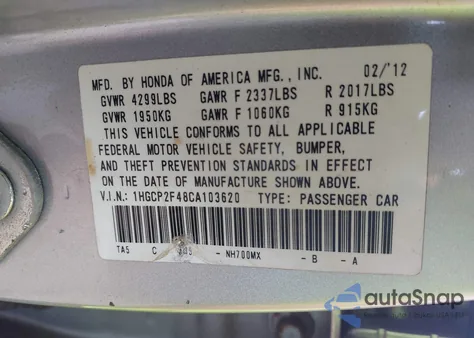 MFD. BY HONDA OF AMERICA MFG., INC. 02/'12
GVWR 4299LBS GAWR F 2337LBS R 2017LBS
GVWR 1950KG GAWR F 1060KG R 915KG
THIS VEHICLE CONFORMS TO ALL APPLICABLE
FEDERAL MOTOR VEHICLE SAFETY, BUMPER,
AND THEFT PREVENTION STANDARDS IN EFFECT
ON THE DATE OF MANUFACTURE SHOWN ABOVE.
V.I.N.: 1HGCP2F46CA103620 TYPE: PASSENGER CAR
TA5 C - NH700MX - B - A
autoSnap